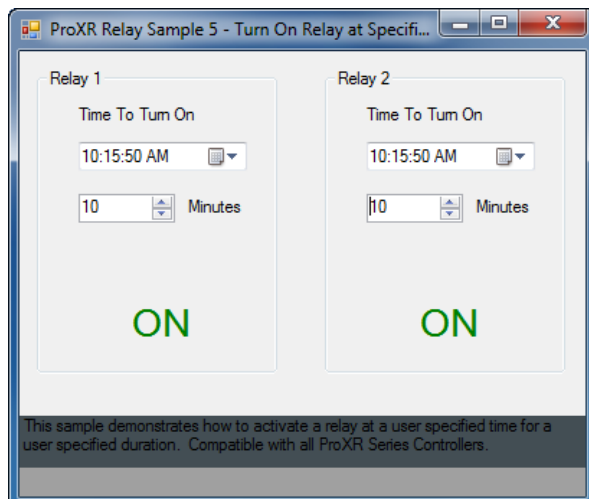 ProXR Relay Sample 5 - Turn On Relay at Specifi...
Relay 1
Time To Turn On
10:15:50 AM
10 Minutes
ON
Relay 2
Time To Turn On
10:15:50 AM
10 Minutes
ON
This sample demonstrates how to activate a relay at a user specified time for a
user specified duration. Compatible with all ProXR Series Controllers.